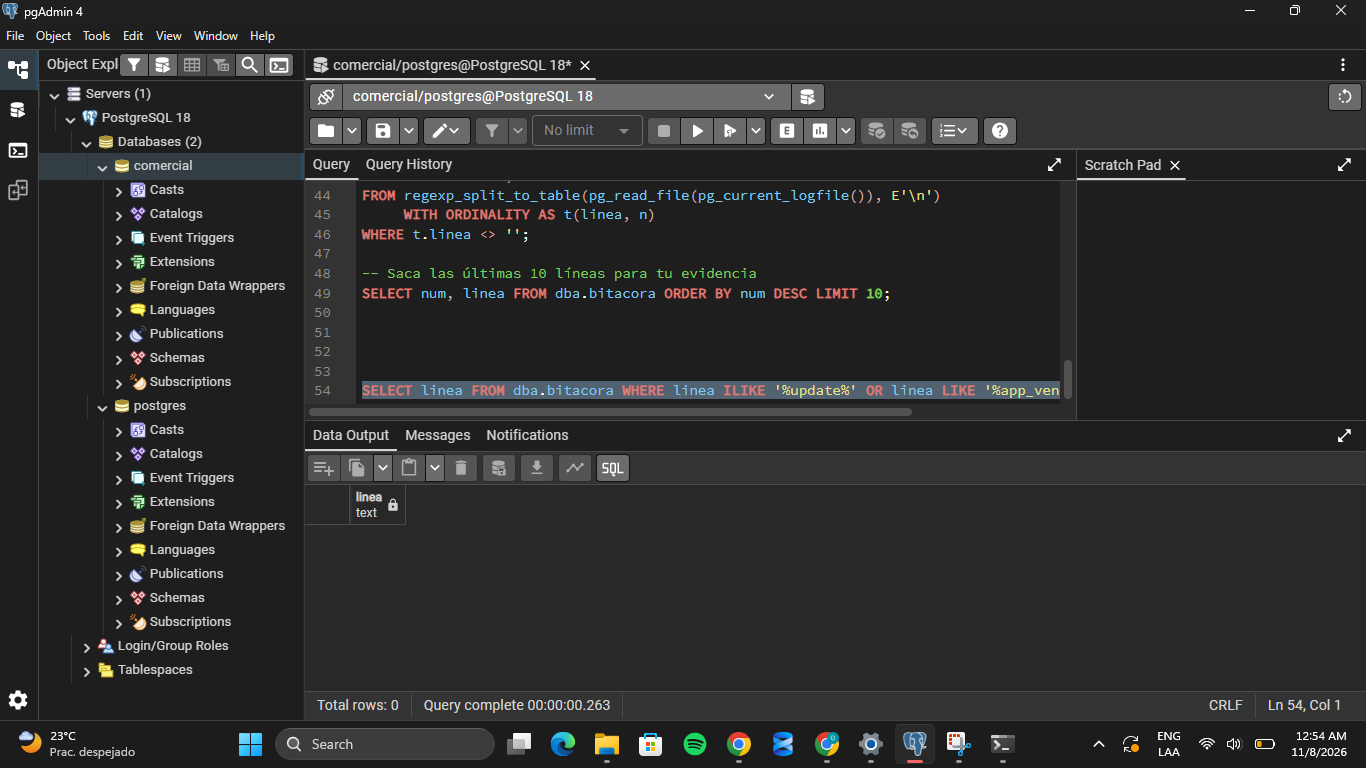 pgAdmin 4
File Object Tools Edit View Window Help
Object Expl
comercial/postgres@PostgreSQL 18*
Servers (1)
comercial/postgres@PostgreSQL 18
PostgreSQL 18
No limit
Databases (2)
comercial
Query Query History
Scratch Pad
Casts
Catalogs
Event Triggers
Extensions
Foreign Data Wrappers
Languages
Publications
Schemas
Subscriptions
postgres
Casts
Catalogs
Event Triggers
Extensions
Foreign Data Wrappers
Languages
Publications
Schemas
Subscriptions
Login/Group Roles
Tablespaces
44 FROM regexp_split_to_table(pg_read_file(pg_current_logfile()), E'\n')
45 WITH ORDINALITY AS t(linea, n)
46 WHERE t.linea <> '';
47
48 -- Saca las últimas 10 líneas para tu evidencia
49 SELECT num, linea FROM dba.bitacora ORDER BY num DESC LIMIT 10;
50
51
52
53
54 SELECT linea FROM dba.bitacora WHERE linea ILIKE '%update%' OR linea LIKE '%app_ven
Data Output Messages Notifications
SQL
linea
text
Total rows: 0 Query complete 00:00:00.263 CRLF Ln 54, Col 1
23°C
Prac. despejado
Search
ENG
LAA
12:54 AM
11/8/2026